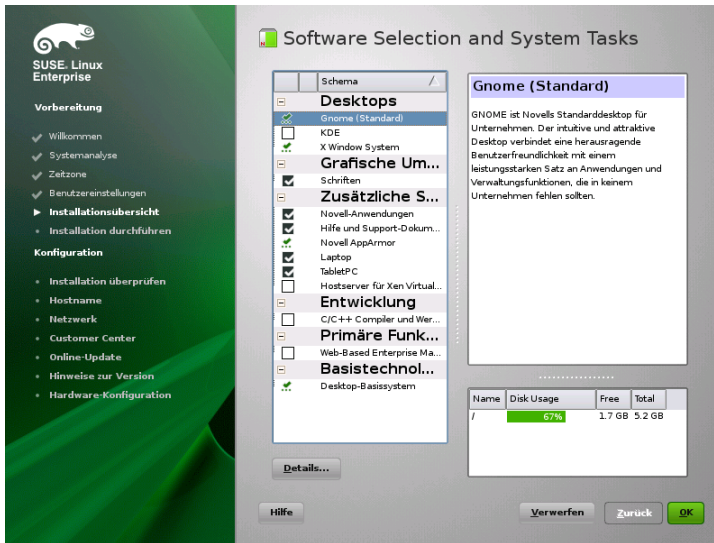 SUSE. Linux
Enterprise
Vorbereitung
Willkommen
Systemanalyse
Zeitzone
Benutzereinstellungen
Installationsübersicht
Installation durchführen
Konfiguration
Installation überprüfen
Hostname
Netzwerk
Customer Center
Online-Update
Hinweise zur Version
Hardware-Konfiguration
Software Selection and System Tasks
Schema
Desktops
Gnome (Standard)
KDE
X Window System
Grafische Um...
Schriften
Zusätzliche S...
Novell-Anwendungen
Hilfe und Support-Dokum...
Novell AppArmor
Laptop
TabletPC
Hostserver für Xen Virtual...
Entwicklung
C/C++ Compiler und Wer...
Primäre Funk...
Web-Based Enterprise Ma...
Basistechnol...
Desktop-Basissystem
Details...
Gnome (Standard)
GNOME ist Novells Standarddesktop für
Unternehmen. Der intuitive und attraktive
Desktop verbindet eine herausragende
Benutzerfreundlichkeit mit einem
leistungsstarken Satz an Anwendungen und
Verwaltungsfunktionen, die in keinem
Unternehmen fehlen sollten.
Name Disk Usage Free Total
/ 67% 1.7 GB 5.2 GB
Hilfe
Verwerfen
Zurück
OK